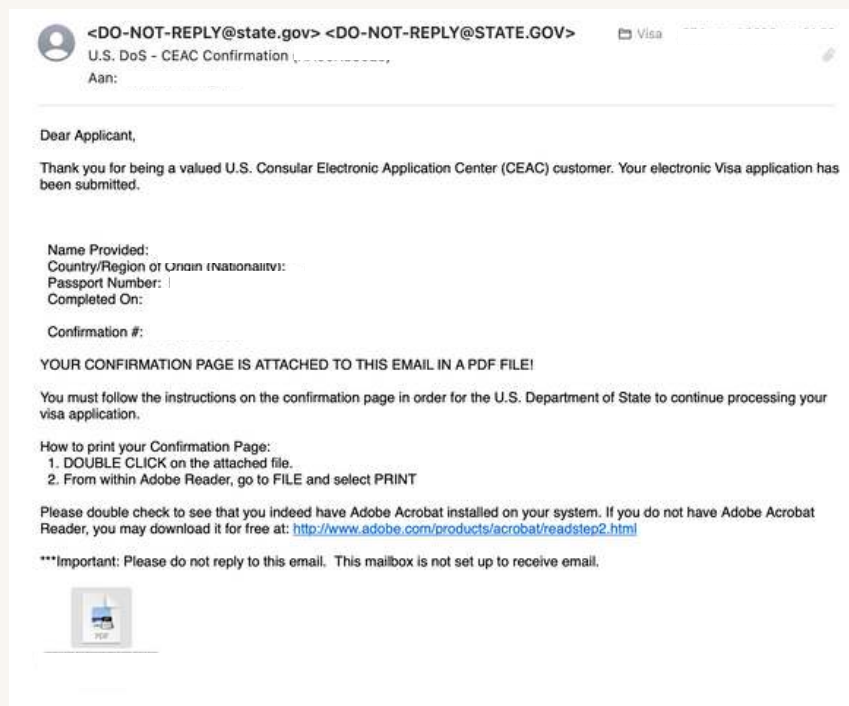 <DO-NOT-REPLY@state.gov> <DO-NOT-REPLY@STATE.GOV>
Visa
U.S. DoS - CEAC Confirmation
Aan:
Dear Applicant,
Thank you for being a valued U.S. Consular Electronic Application Center (CEAC) customer. Your electronic Visa application has
been submitted.
Name Provided:
Country/Region of Origin (Nationality):
Passport Number:
Completed On:
Confirmation #:
YOUR CONFIRMATION PAGE IS ATTACHED TO THIS EMAIL IN A PDF FILE!
You must follow the instructions on the confirmation page in order for the U.S. Department of State to continue processing your
visa application.
How to print your Confirmation Page:
1. DOUBLE CLICK on the attached file.
2. From within Adobe Reader, go to FILE and select PRINT
Please double check to see that you indeed have Adobe Acrobat installed on your system. If you do not have Adobe Acrobat
Reader, you may download it for free at: http://www.adobe.com/products/acrobat/readstep2.html
***Important: Please do not reply to this email. This mailbox is not set up to receive email.
PDF